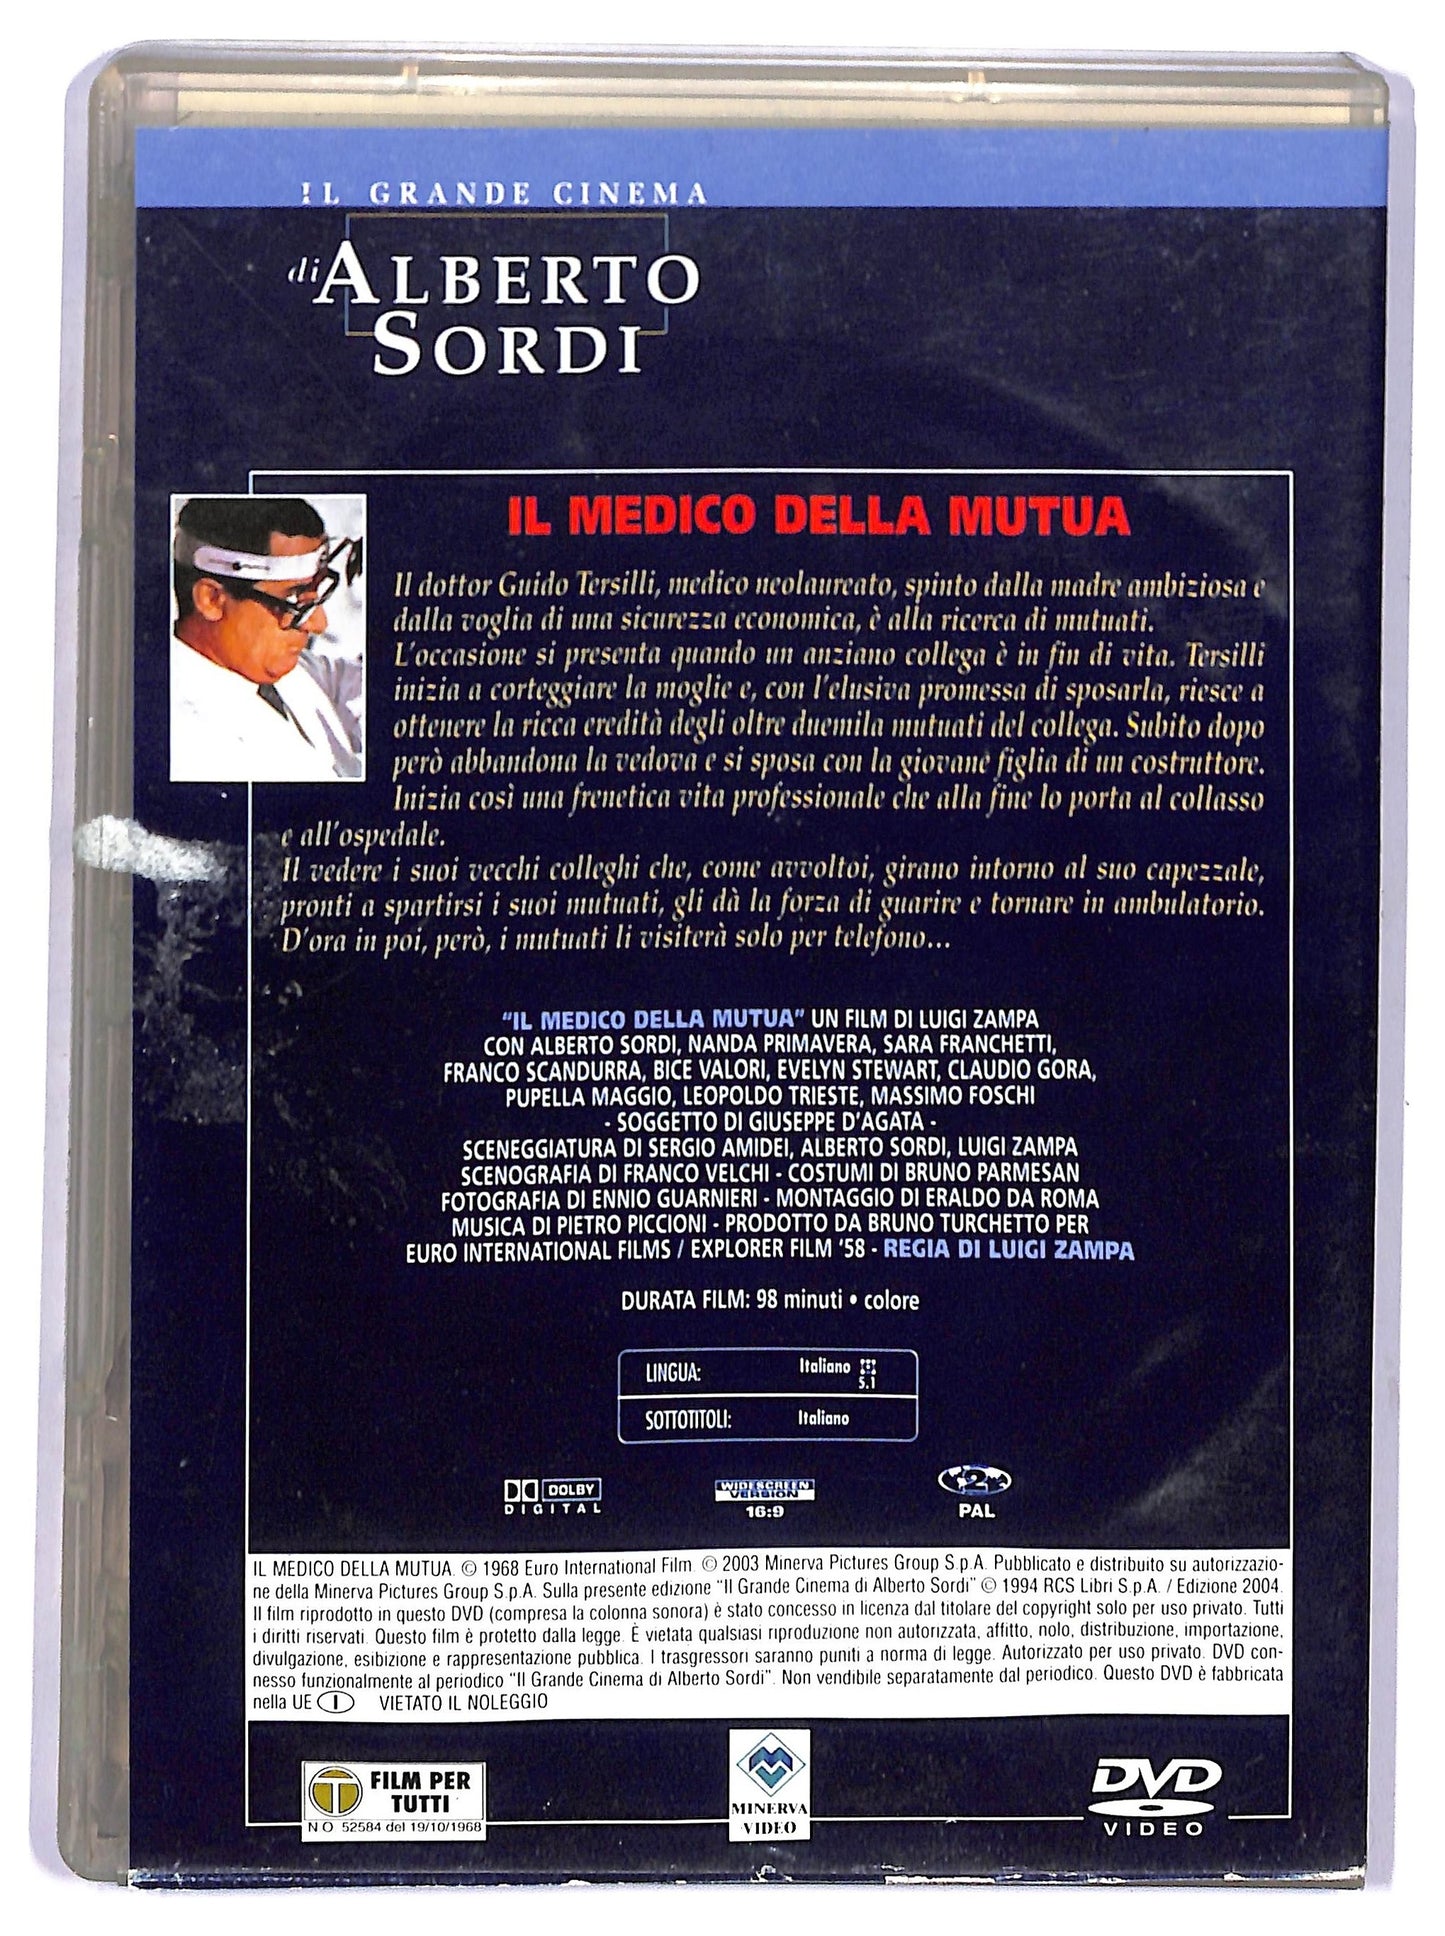 IL GRANDE CINEMA
di ALBERTO
SORDI
IL MEDICO DELLA MUTUA
Il dottor Guido Tersilli, medico neolaureato, spinto dalla madre ambiziosa e
dalla voglia di una sicurezza economica, è alla ricerca di mutuati.
L'occasione si presenta quando un anziano collega è in fin di vita. Tersilli
inizia a corteggiare la moglie e, con l'elusiva promessa di sposarla, riesce a
ottenere la ricca eredità degli oltre duemila mutuati del collega. Subito dopo
però abbandona la vedova e si sposa con la giovane figlia di un costruttore.
Inizia così una frenetica vita professionale che alla fine lo porta al collasso
e all'ospedale.
Il vedere i suoi vecchi colleghi che, come avvoltoi, girano intorno al suo capezzale,
pronti a spartirsi i suoi mutuati, gli dà la forza di guarire e tornare in ambulatorio.
D'ora in poi, però, i mutuati li visiterà solo per telefono...
"IL MEDICO DELLA MUTUA" UN FILM DI LUIGI ZAMPA
CON ALBERTO SORDI, NANDA PRIMAVERA, SARA FRANCHETTI,
FRANCO SCANDURRA, BICE VALORI, EVELYN STEWART, CLAUDIO GORA,
PUPELLA MAGGIO, LEOPOLDO TRIESTE, MASSIMO FOSCHI
- SOGGETTO DI GIUSEPPE D'AGATA -
SCENEGGIATURA DI SERGIO AMIDEI, ALBERTO SORDI, LUIGI ZAMPA
SCENOGRAFIA DI FRANCO VELCHI - COSTUMI DI BRUNO PARMESAN
FOTOGRAFIA DI ENNIO GUARNIERI - MONTAGGIO DI ERALDO DA ROMA
MUSICA DI PIETRO PICCIONI - PRODOTTO DA BRUNO TURCHETTO PER
EURO INTERNATIONAL FILMS / EXPLORER FILM '58 - REGIA DI LUIGI ZAMPA
DURATA FILM: 98 minuti • colore
LINGUA: Italiano 5.1
SOTTOTITOLI: Italiano
DOLBY
DIGITAL
WIDESCREEN
VERSION
16:9
2
PAL
IL MEDICO DELLA MUTUA. © 1968 Euro International Film. © 2003 Minerva Pictures Group S.p.A. Pubblicato e distribuito su autorizzazio-
ne della Minerva Pictures Group S.p.A. Sulla presente edizione "Il Grande Cinema di Alberto Sordi" © 1994 RCS Libri S.p.A. / Edizione 2004.
Il film riprodotto in questo DVD (compresa la colonna sonora) è stato concesso in licenza dal titolare del copyright solo per uso privato. Tutti
i diritti riservati. Questo film è protetto dalla legge. È vietata qualsiasi riproduzione non autorizzata, affitto, nolo, distribuzione, importazione,
divulgazione, esibizione e rappresentazione pubblica. I trasgressori saranno puniti a norma di legge. Autorizzato per uso privato. DVD con-
nesso funzionalmente al periodico "Il Grande Cinema di Alberto Sordi". Non vendibile separatamente dal periodico. Questo DVD è fabbricata
nella UE I VIETATO IL NOLEGGIO
T FILM PER
TUTTI
N O 52584 del 19/10/1968
MINERVA
VIDEO
DVD
VIDEO